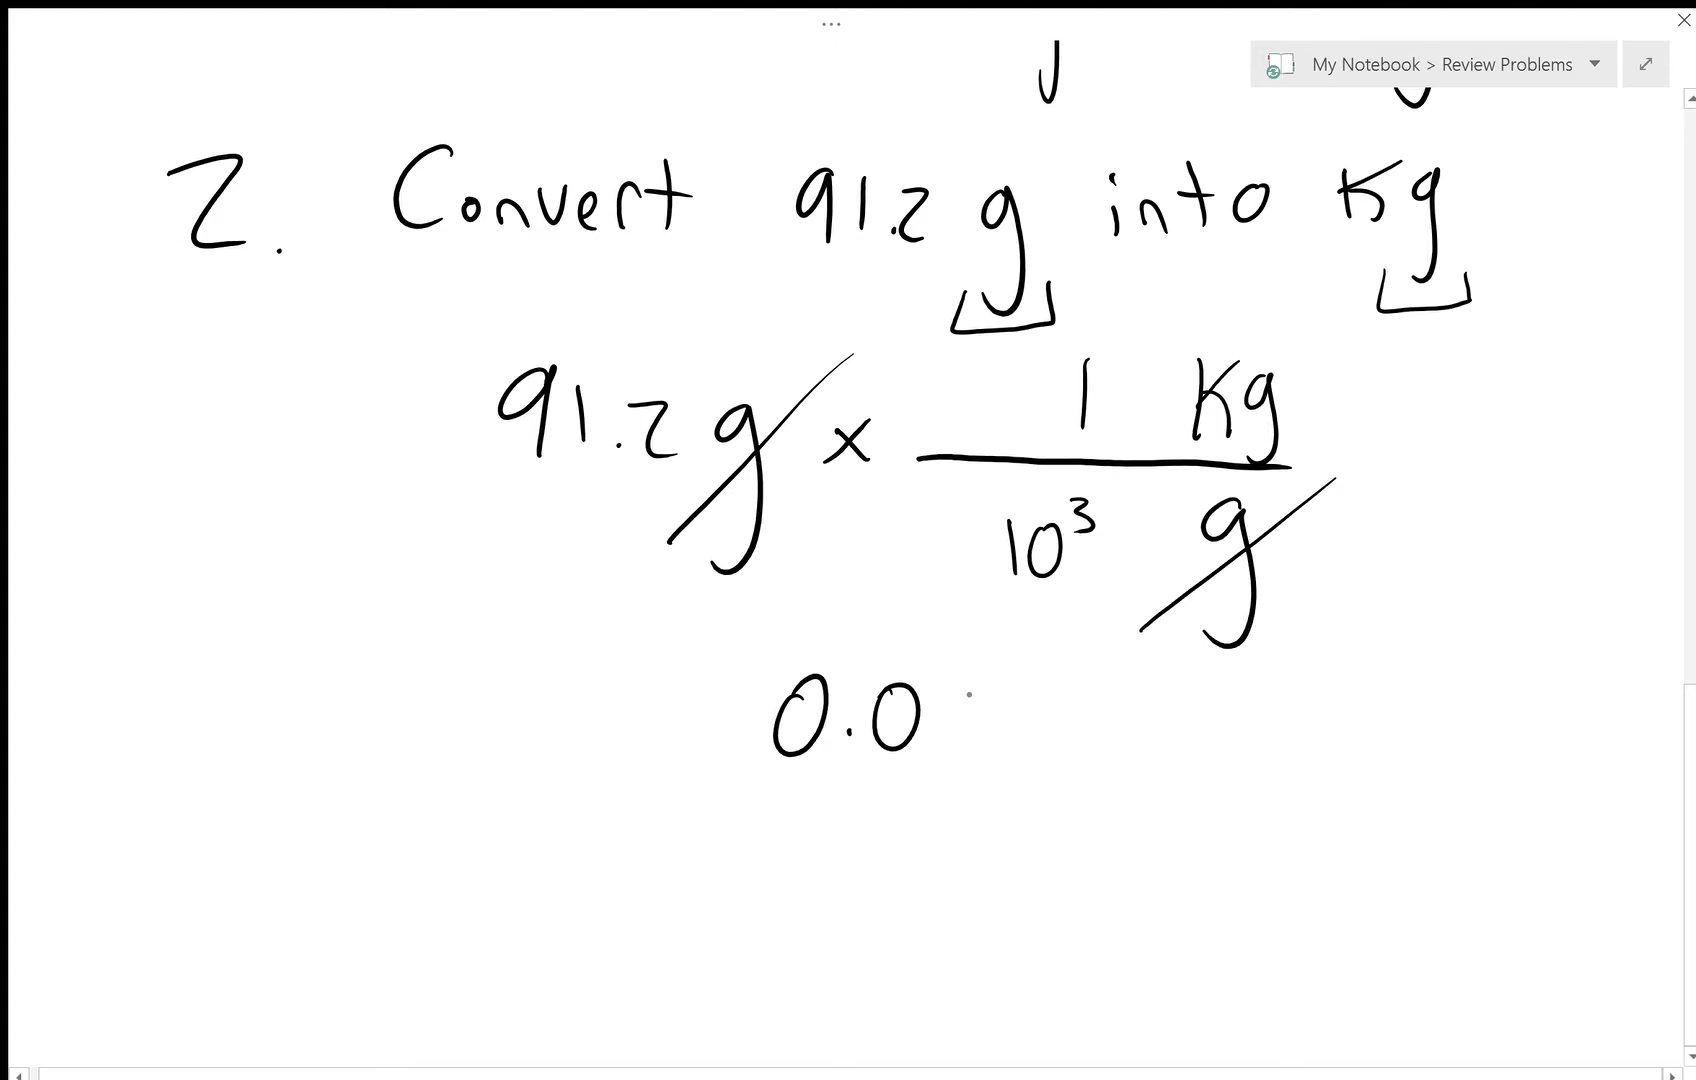 ...
My Notebook > Review Problems
2. Convert 91.2 g into Kg
91.2 g x 1 Kg / 10³ g
0.0